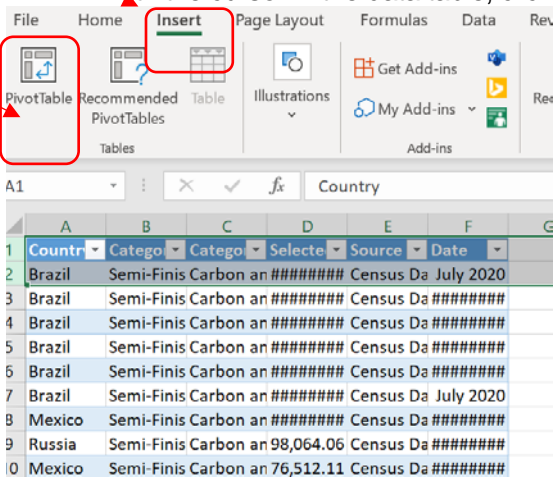 File Home Insert Page Layout Formulas Data Rev
PivotTable Recommended PivotTables Table Illustrations Get Add-ins
My Add-ins
Tables Add-ins
A1 fx Country
A B C D E F G
1 Countr Catego Catego Selecte Source Date
2 Brazil Semi-Finis Carbon an ######## Census Da July 2020
3 Brazil Semi-Finis Carbon an ######## Census Da ########
4 Brazil Semi-Finis Carbon an ######## Census Da ########
5 Brazil Semi-Finis Carbon an ######## Census Da ########
6 Brazil Semi-Finis Carbon an ######## Census Da ########
7 Brazil Semi-Finis Carbon an ######## Census Da July 2020
8 Mexico Semi-Finis Carbon an ######## Census Da ########
9 Russia Semi-Finis Carbon an 98,064.06 Census Da ########
10 Mexico Semi-Finis Carbon an 76,512.11 Census Da ########